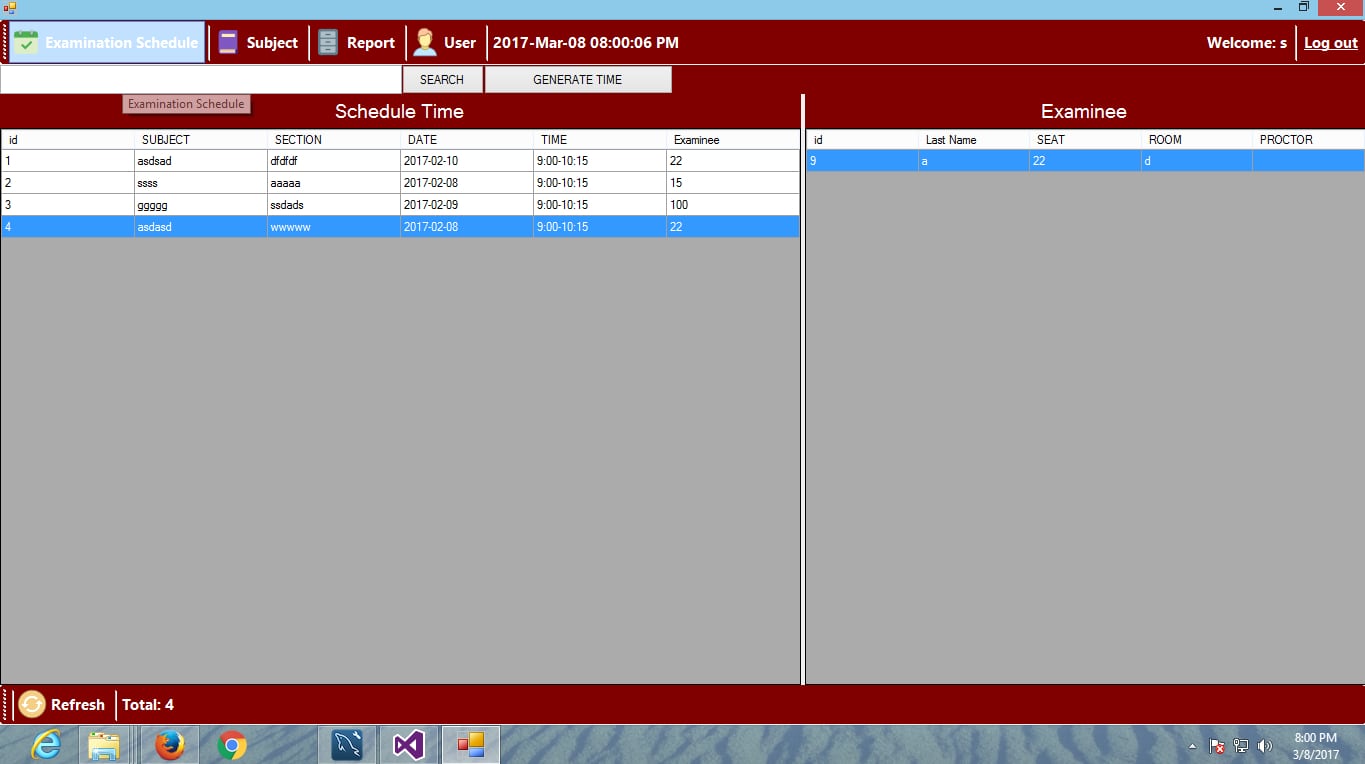 Examination Schedule Subject Report User 2017-Mar-08 08:00:06 PM Welcome: s Log out
SEARCH GENERATE TIME
Examination Schedule
Schedule Time
id SUBJECT SECTION DATE TIME Examinee
1 asdsad dfdfdf 2017-02-10 9:00-10:15 22
2 ssss aaaaa 2017-02-08 9:00-10:15 15
3 ggggg ssdads 2017-02-09 9:00-10:15 100
4 asdasd wwwww 2017-02-08 9:00-10:15 22
Examinee
id Last Name SEAT ROOM PROCTOR
9 a 22 d
Refresh Total: 4
8:00 PM
3/8/2017